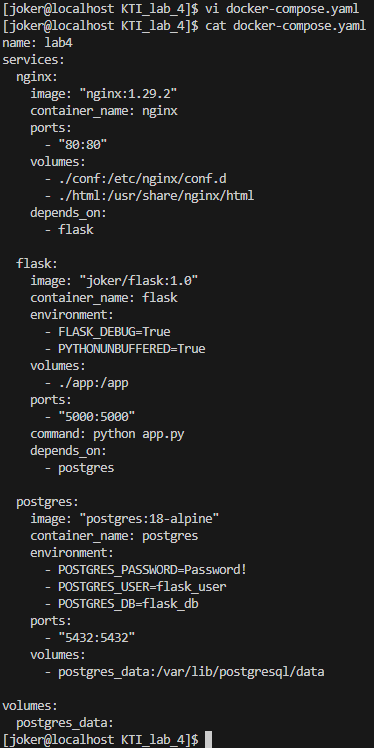 [joker@localhost KTI_lab_4]$ vi docker-compose.yaml
[joker@localhost KTI_lab_4]$ cat docker-compose.yaml
name: lab4
services:
  nginx:
    image: "nginx:1.29.2"
    container_name: nginx
    ports:
      - "80:80"
    volumes:
      - ./conf:/etc/nginx/conf.d
      - ./html:/usr/share/nginx/html
    depends_on:
      - flask

  flask:
    image: "joker/flask:1.0"
    container_name: flask
    environment:
      - FLASK_DEBUG=True
      - PYTHONUNBUFFERED=True
    volumes:
      - ./app:/app
    ports:
      - "5000:5000"
    command: python app.py
    depends_on:
      - postgres

  postgres:
    image: "postgres:18-alpine"
    container_name: postgres
    environment:
      - POSTGRES_PASSWORD=Password!
      - POSTGRES_USER=flask_user
      - POSTGRES_DB=flask_db
    ports:
      - "5432:5432"
    volumes:
      - postgres_data:/var/lib/postgresql/data

volumes:
  postgres_data:
[joker@localhost KTI_lab_4]$